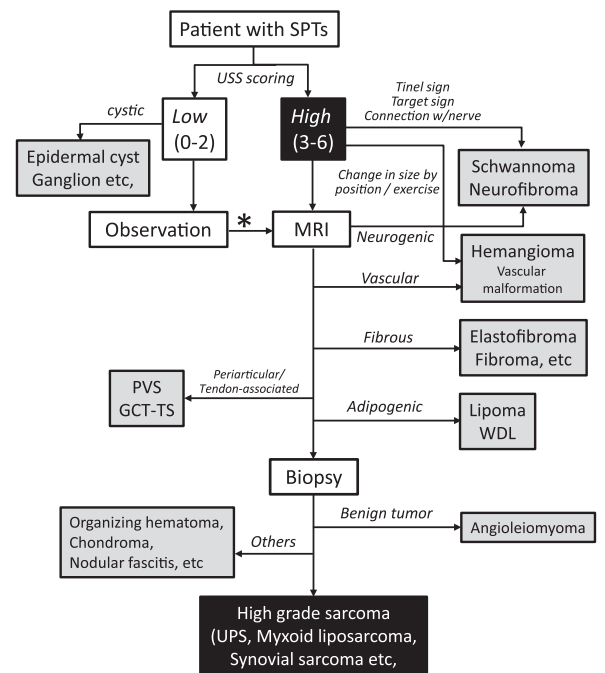 Patient with SPTs
USS scoring
cystic
Low
(0-2)
High
(3-6)
Tinel sign
Target sign
Connection w/nerve
Epidermal cyst
Ganglion etc,
Change in size by
position / exercise
Schwannoma
Neurofibroma
Observation
*
MRI
Neurogenic
Hemangioma
Vascular
malformation
Vascular
Fibrous
Elastofibroma
Fibroma, etc
Periarticular/
Tendon-associated
PVS
GCT-TS
Adipogenic
Lipoma
WDL
Biopsy
Benign tumor
Angioleiomyoma
Organizing hematoma,
Chondroma,
Nodular fascitis, etc
Others
High grade sarcoma
(UPS, Myxoid liposarcoma,
Synovial sarcoma etc,